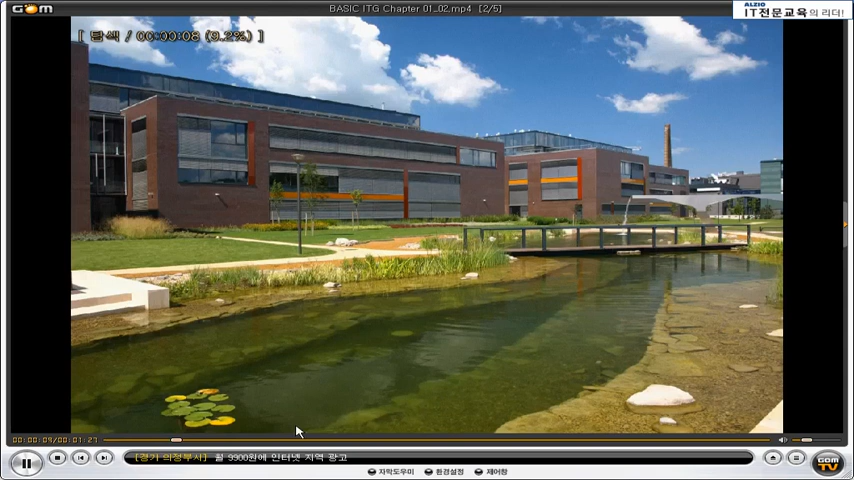 GOM
BASIC ITG Chapter 01_02.mp4 [2/5]
ALZIO
IT전문교육의 리더!
[ 탐색 / 00:00:08 (9.2%) ]
00:00:09/00:01:27
[경기 의정부시] 월 9900원에 인터넷 지역 광고
자막도우미 환경설정 제어창
GOM
TV